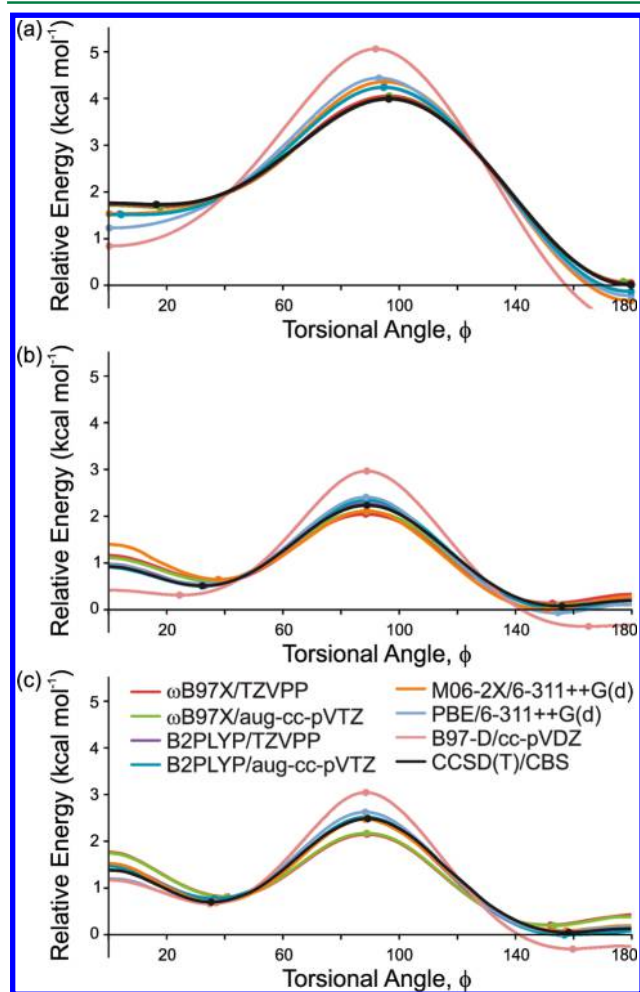 (a)
Relative Energy (kcal mol⁻¹)
5
4
3
2
1
0
20 60 100 140 180
Torsional Angle, ϕ
(b)
Relative Energy (kcal mol⁻¹)
5
4
3
2
1
0
20 60 100 140 180
Torsional Angle, ϕ
(c)
Relative Energy (kcal mol⁻¹)
5
4
3
2
1
0
ωB97X/TZVPP
ωB97X/aug-cc-pVTZ
B2PLYP/TZVPP
B2PLYP/aug-cc-pVTZ
M06-2X/6-311++G(d)
PBE/6-311++G(d)
B97-D/cc-pVDZ
CCSD(T)/CBS
20 60 100 140 180
Torsional Angle, ϕ